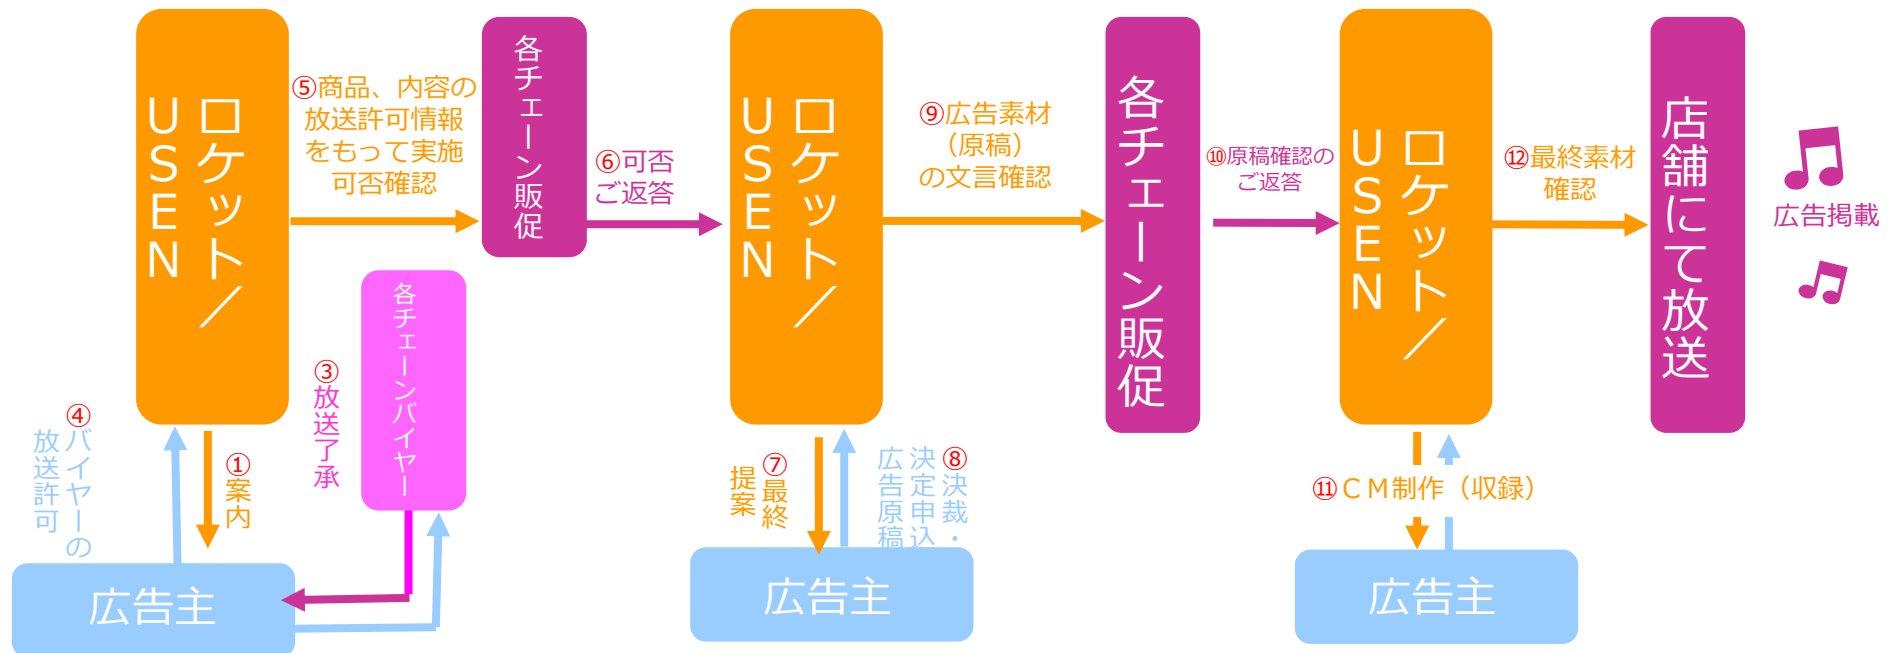 ロケット／
USEN
⑤商品、内容の
放送許可情報
をもって実施
可否確認
各チェーン販促
⑥可否
ご返答
ロケット／
USEN
⑨広告素材
（原稿）
の文言確認
各チェーン販促
⑩原稿確認の
ご返答
ロケット／
USEN
⑫最終素材
確認
店舗にて放送
広告掲載
④バイヤーの
放送許可
①案内
③放送了承
各チェーンバイヤー
⑦最終
提案
⑧決裁・
決定申込
広告原稿
⑪ＣＭ制作（収録）
広告主
広告主
広告主